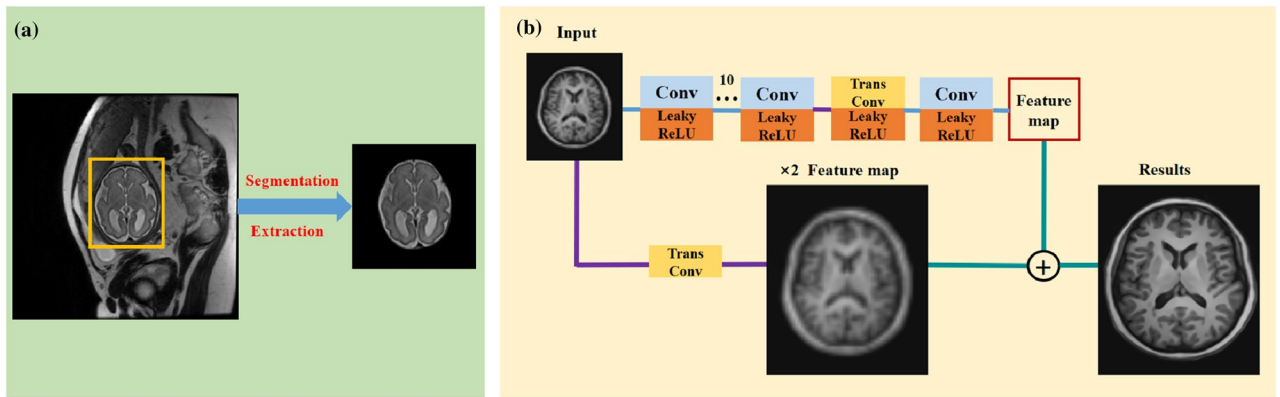 (a)
Segmentation
Extraction
(b)
Input
Conv
Leaky
ReLU
10
...
Conv
Leaky
ReLU
Trans
Conv
Leaky
ReLU
Conv
Leaky
ReLU
Feature
map
×2 Feature map
Results
Trans
Conv
+